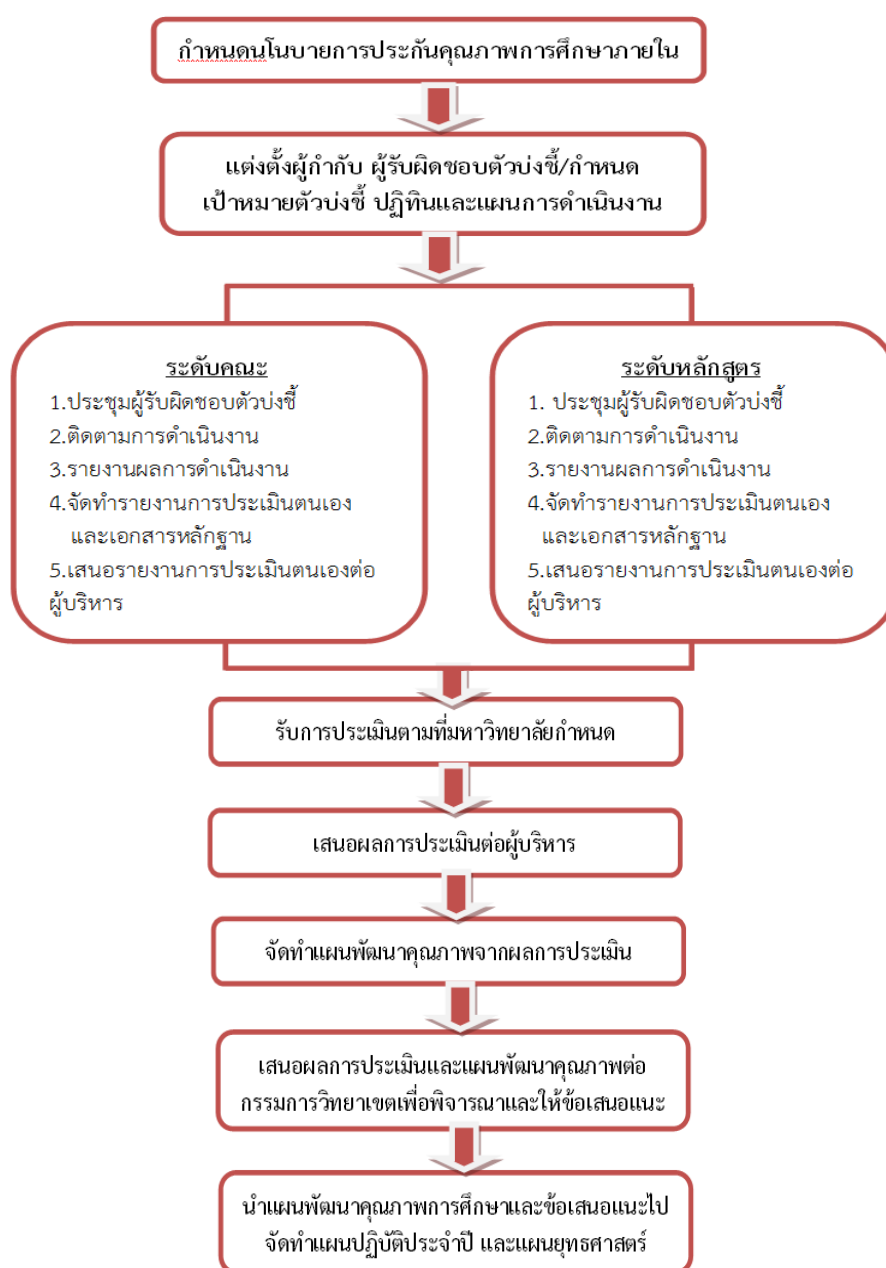 กำหนดนโนบายการประกันคุณภาพการศึกษาภายใน
แต่งตั้งผู้กำกับ ผู้รับผิดชอบตัวบ่งชี้/กำหนด
เป้าหมายตัวบ่งชี้ ปฏิทินและแผนการดำเนินงาน
ระดับคณะ
1.ประชุมผู้รับผิดชอบตัวบ่งชี้
2.ติดตามการดำเนินงาน
3.รายงานผลการดำเนินงาน
4.จัดทำรายงานการประเมินตนเอง
และเอกสารหลักฐาน
5.เสนอรายงานการประเมินตนเองต่อ
ผู้บริหาร
ระดับหลักสูตร
1. ประชุมผู้รับผิดชอบตัวบ่งชี้
2.ติดตามการดำเนินงาน
3.รายงานผลการดำเนินงาน
4.จัดทำรายงานการประเมินตนเอง
และเอกสารหลักฐาน
5.เสนอรายงานการประเมินตนเองต่อ
ผู้บริหาร
รับการประเมินตามที่มหาวิทยาลัยกำหนด
เสนอผลการประเมินต่อผู้บริหาร
จัดทำแผนพัฒนาคุณภาพจากผลการประเมิน
เสนอผลการประเมินและแผนพัฒนาคุณภาพต่อ
กรรมการวิทยาเขตเพื่อพิจารณาและให้ข้อเสนอแนะ
นำแผนพัฒนาคุณภาพการศึกษาและข้อเสนอแนะไป
จัดทำแผนปฏิบัติประจำปี และแผนยุทธศาสตร์